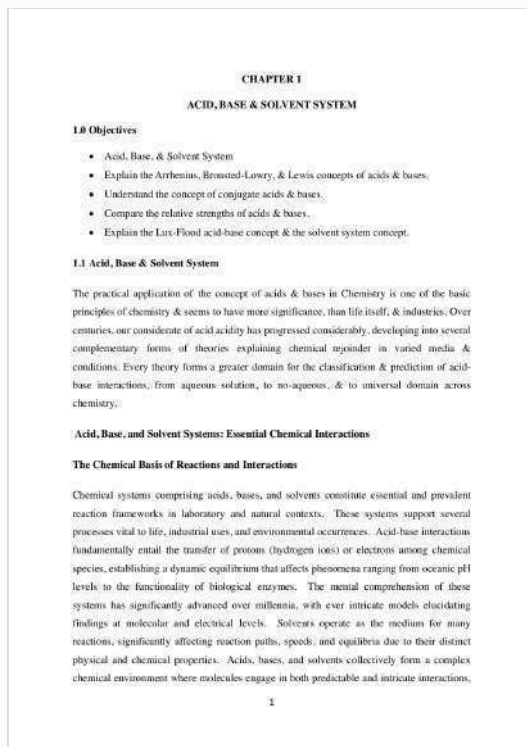 CHAPTER 1
ACID, BASE & SOLVENT SYSTEM
1.0 Objectives
• Acid, Base, & Solvent System
• Explain the Arrhenius, Bronsted-Lowry, & Lewis concepts of acids & bases.
• Understand the concept of conjugate acids & bases.
• Compare the relative strengths of acids & bases.
• Explain the Lux-Flood acid-base concept & the solvent system concept.
1.1 Acid, Base & Solvent System
The practical application of the concept of acids & bases in Chemistry is one of the basic
principles of chemistry & seems to have more significance, than life itself, & industries. Over
centuries, our considerate of acid acidity has progressed considerably, developing into several
complementary forms of theories explaining chemical rejoinder in varied media &
conditions. Every theory forms a greater domain for the classification & prediction of acid-
base interactions, from aqueous solution, to no-aqueous, & to universal domain across
chemistry.
Acid, Base, and Solvent Systems: Essential Chemical Interactions
The Chemical Basis of Reactions and Interactions
Chemical systems comprising acids, bases, and solvents constitute essential and prevalent
reaction frameworks in laboratory and natural contexts. These systems support several
processes vital to life, industrial uses, and environmental occurrences. Acid-base interactions
fundamentally entail the transfer of protons (hydrogen ions) or electrons among chemical
species, establishing a dynamic equilibrium that affects phenomena ranging from oceanic pH
levels to the functionality of biological enzymes. The mental comprehension of these
systems has significantly advanced over millennia, with ever intricate models elucidating
findings at molecular and electrical levels. Solvents operate as the medium for many
reactions, significantly affecting reaction paths, speeds, and equilibria due to their distinct
physical and chemical properties. Acids, bases, and solvents collectively form a complex
chemical environment where molecules engage in both predictable and intricate interactions,
1